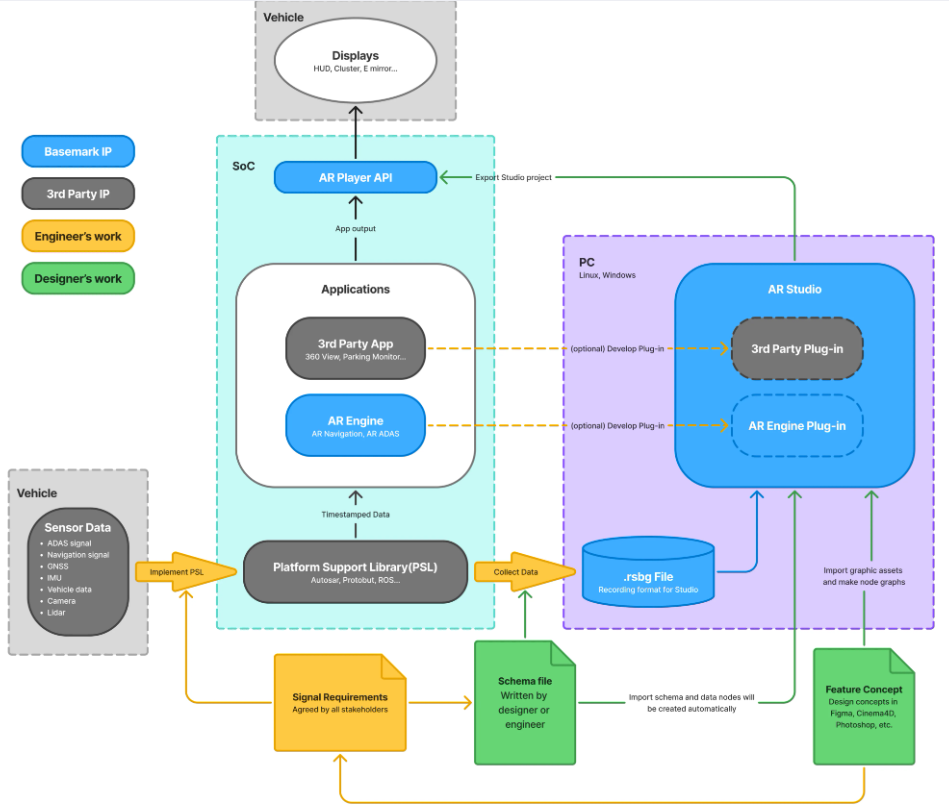 Vehicle
Displays
HUD, Cluster, E mirror...
Basemark IP
3rd Party IP
Engineer's work
Designer's work
SoC
AR Player API
Export Studio project
App output
Applications
3rd Party App
360 View, Parking Monitor...
AR Engine
AR Navigation, AR ADAS
(optional) Develop Plug-in
(optional) Develop Plug-in
PC
Linux, Windows
AR Studio
3rd Party Plug-in
AR Engine Plug-in
Vehicle
Sensor Data
• ADAS signal
• Navigation signal
• GNSS
• IMU
• Vehicle data
• Camera
• Lidar
Implement PSL
Timestamped Data
Platform Support Library(PSL)
Autosar, Protobut, ROS...
Collect Data
.rsbg File
Recording format for Studio
Import graphic assets
and make node graphs
Signal Requirements
Agreed by all stakeholders
Schema file
Written by
designer or
engineer
Import schema and data nodes will
be created automatically
Feature Concept
Design concepts in
Figma, Cinema4D,
Photoshop, etc.